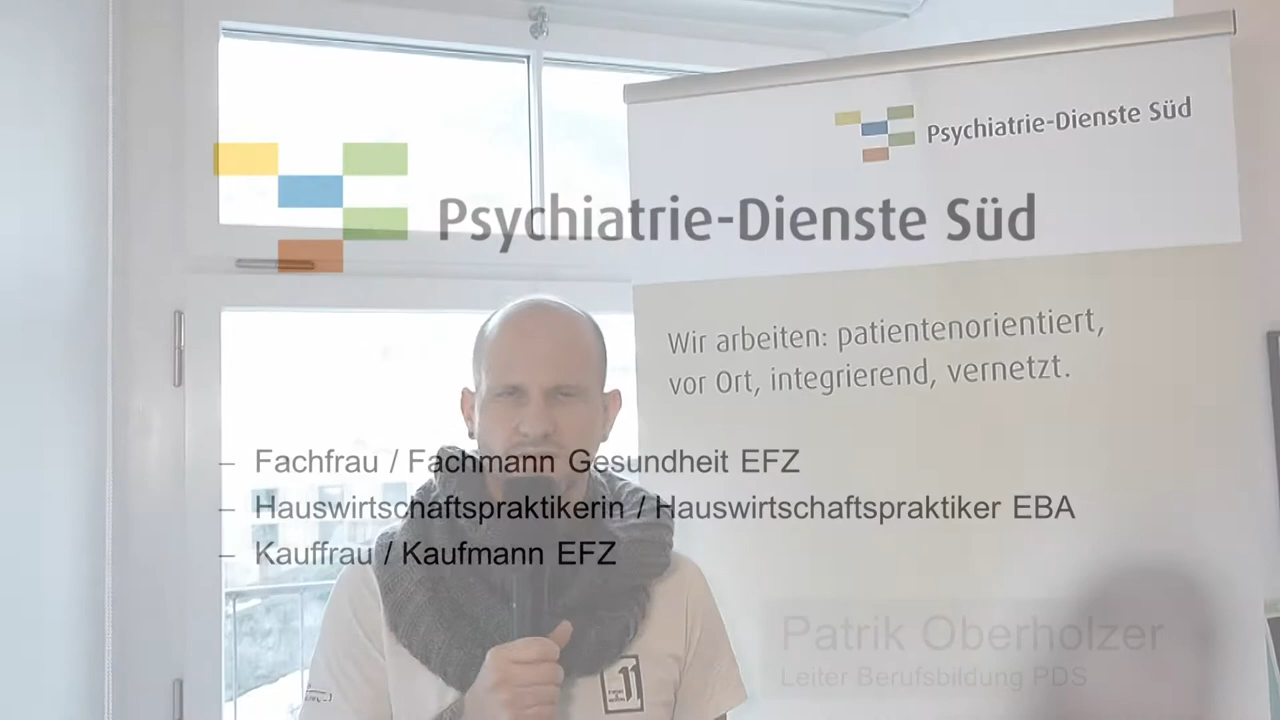 Psychiatrie-Dienste Süd
Psychiatrie-Dienste Süd
Wir arbeiten: patientenorientiert,
vor Ort, integrierend, vernetzt.
– Fachfrau / Fachmann Gesundheit EFZ
– Hauswirtschaftspraktikerin / Hauswirtschaftspraktiker EBA
– Kauffrau / Kaufmann EFZ
Patrik Oberholzer
Leiter Berufsbildung PDS
11